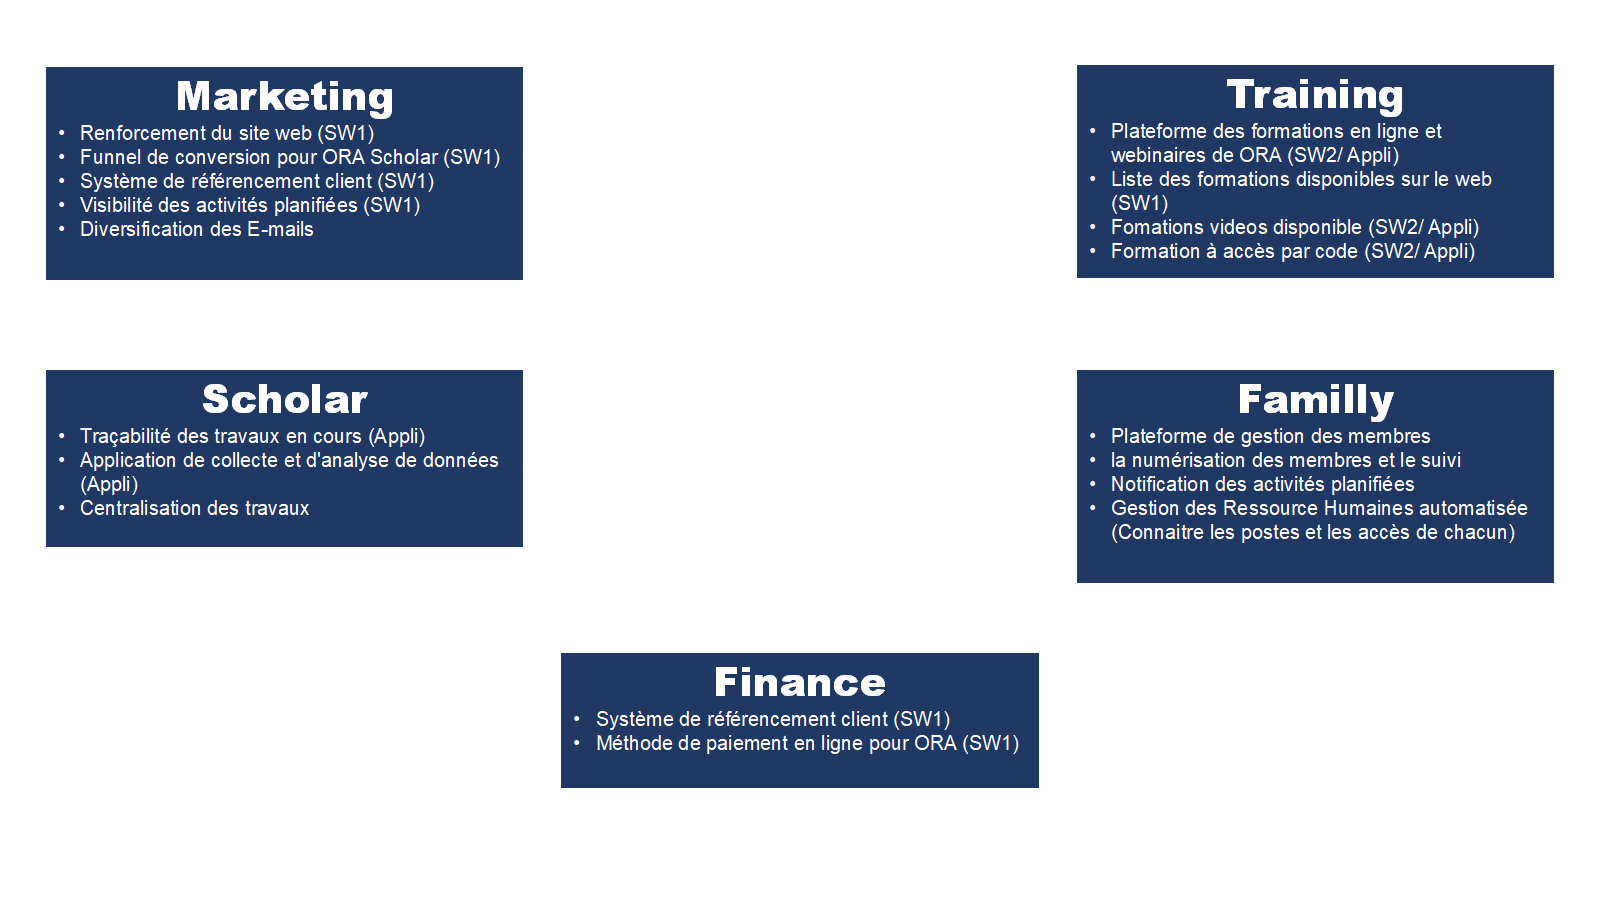 Marketing
• Renforcement du site web (SW1)
• Funnel de conversion pour ORA Scholar (SW1)
• Système de référencement client (SW1)
• Visibilité des activités planifiées (SW1)
• Diversification des E-mails
Training
• Plateforme des formations en ligne et
webinaires de ORA (SW2/ Appli)
• Liste des formations disponibles sur le web
(SW1)
• Fomations videos disponible (SW2/ Appli)
• Formation à accès par code (SW2/ Appli)
Scholar
• Traçabilité des travaux en cours (Appli)
• Application de collecte et d'analyse de données
(Appli)
• Centralisation des travaux
Familly
• Plateforme de gestion des membres
• la numérisation des membres et le suivi
• Notification des activités planifiées
• Gestion des Ressource Humaines automatisée
(Connaitre les postes et les accès de chacun)
Finance
• Système de référencement client (SW1)
• Méthode de paiement en ligne pour ORA (SW1)